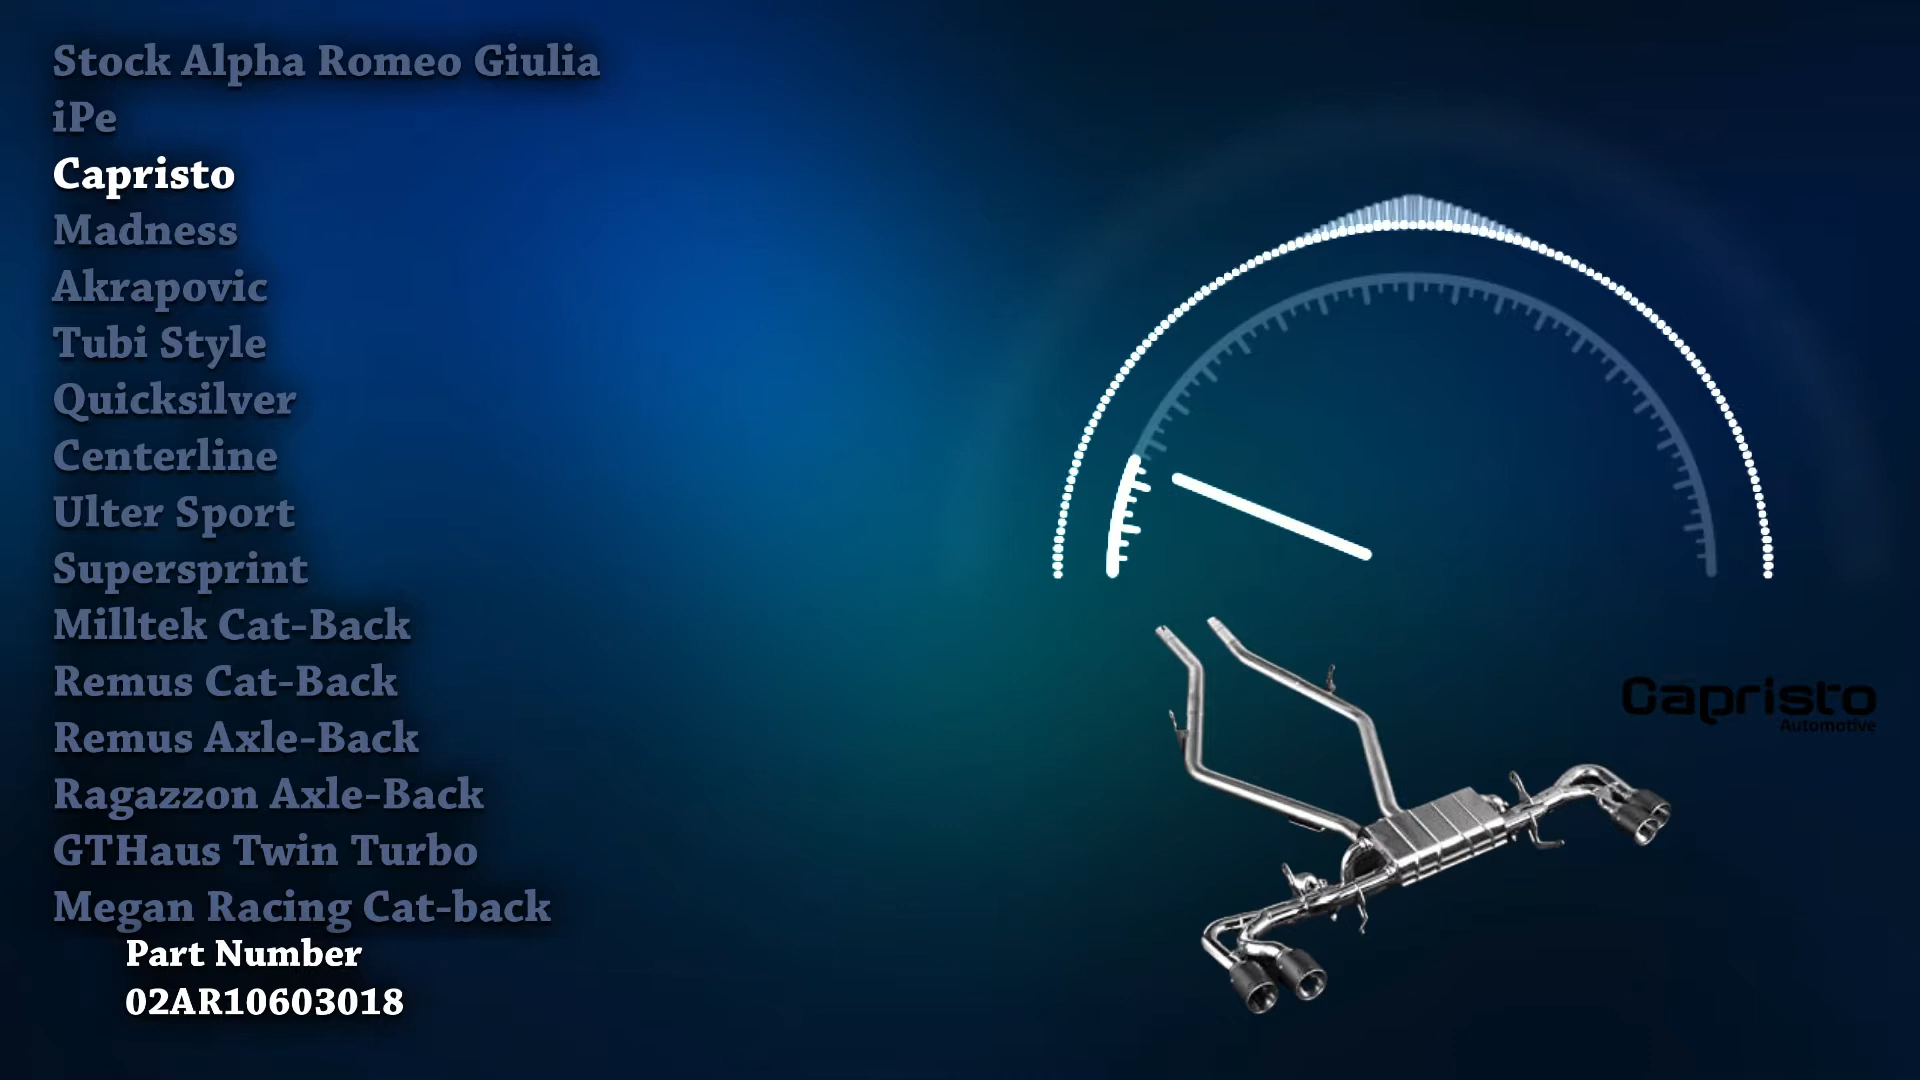 Stock Alpha Romeo Giulia
iPe
Capristo
Madness
Akrapovic
Tubi Style
Quicksilver
Centerline
Ulter Sport
Supersprint
Milltek Cat-Back
Remus Cat-Back
Remus Axle-Back
Ragazzon Axle-Back
GTHaus Twin Turbo
Megan Racing Cat-back
Part Number
02AR10603018
Capristo
Automotive